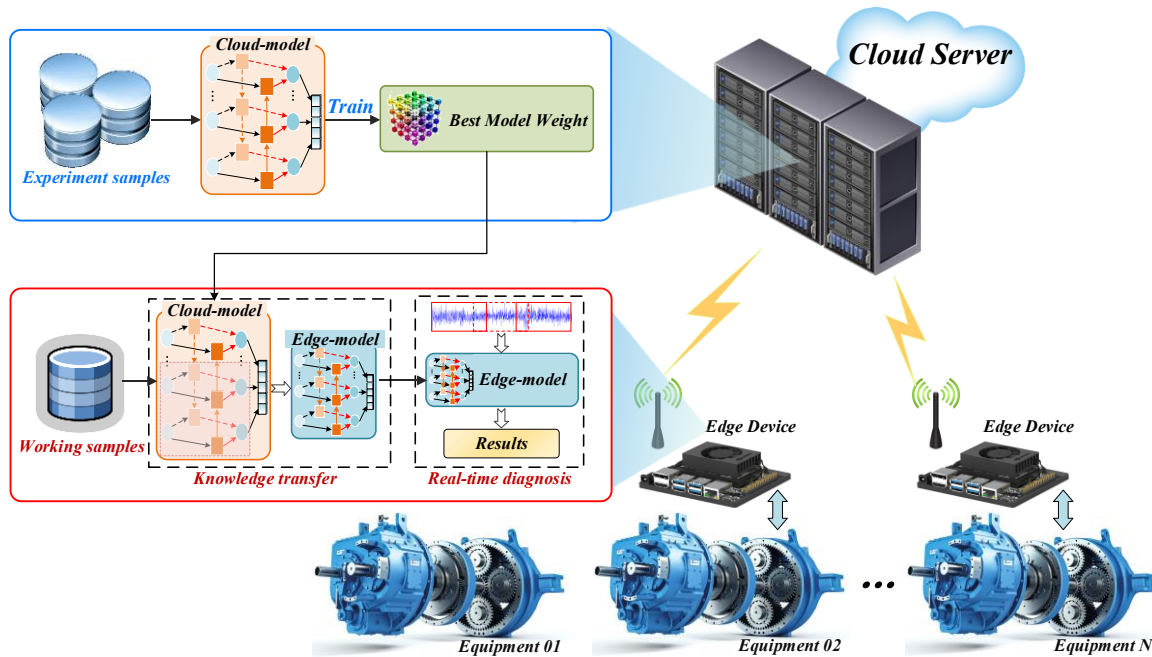 Cloud-model
Cloud Server
Train
Best Model Weight
Experiment samples
Cloud-model
Edge-model
Edge-model
Working samples
Results
Knowledge transfer
Real-time diagnosis
Edge Device
Edge Device
...
Equipment 01
Equipment 02
Equipment N